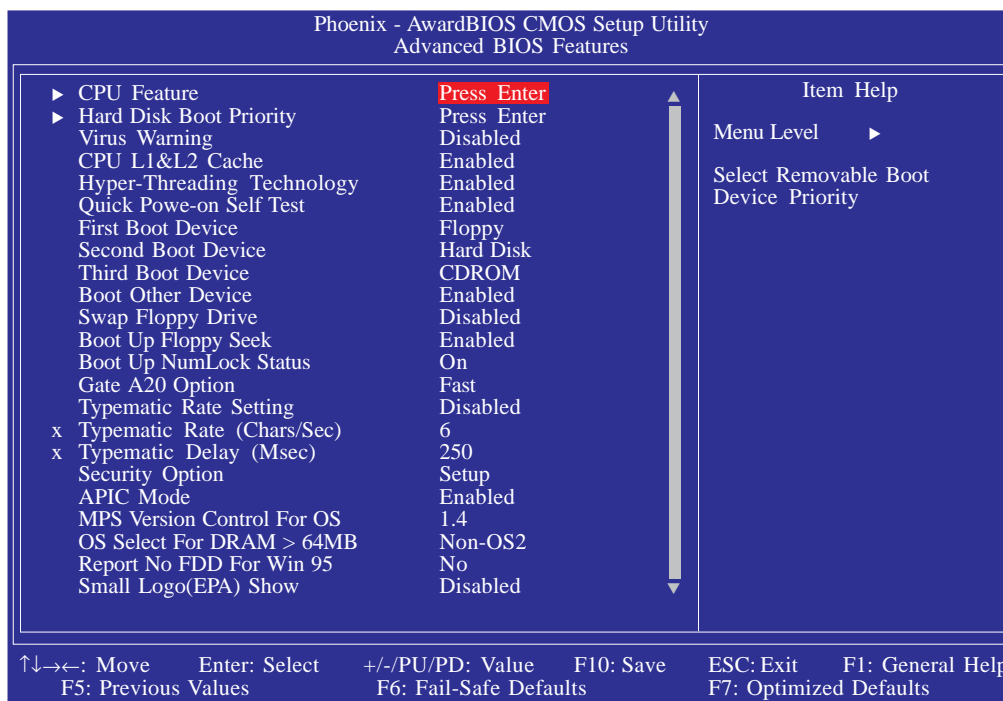 Phoenix - AwardBIOS CMOS Setup Utility
Advanced BIOS Features
▶ CPU Feature Press Enter
▶ Hard Disk Boot Priority Press Enter
Virus Warning Disabled
CPU L1&L2 Cache Enabled
Hyper-Threading Technology Enabled
Quick Powe-on Self Test Enabled
First Boot Device Floppy
Second Boot Device Hard Disk
Third Boot Device CDROM
Boot Other Device Enabled
Swap Floppy Drive Disabled
Boot Up Floppy Seek Enabled
Boot Up NumLock Status On
Gate A20 Option Fast
Typematic Rate Setting Disabled
x Typematic Rate (Chars/Sec) 6
x Typematic Delay (Msec) 250
Security Option Setup
APIC Mode Enabled
MPS Version Control For OS 1.4
OS Select For DRAM > 64MB Non-OS2
Report No FDD For Win 95 No
Small Logo(EPA) Show Disabled
Item Help
Menu Level ▶
Select Removable Boot
Device Priority
↑↓→←: Move Enter: Select +/-/PU/PD: Value F10: Save ESC: Exit F1: General Help
F5: Previous Values F6: Fail-Safe Defaults F7: Optimized Defaults